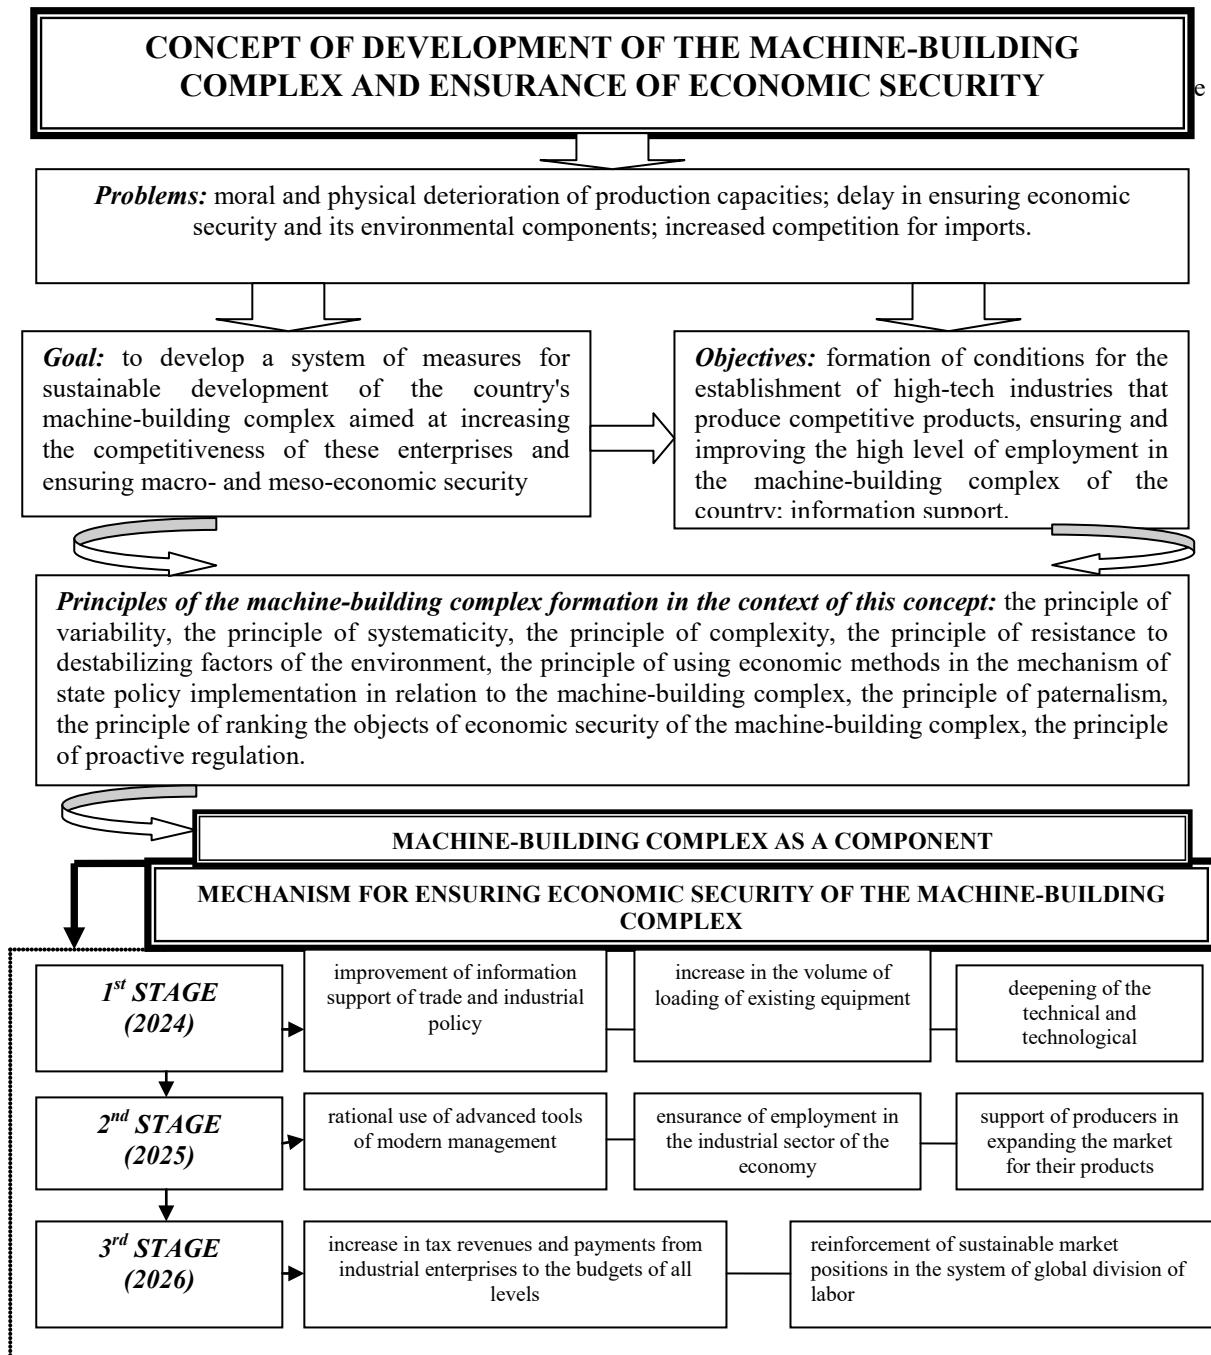 CONCEPT OF DEVELOPMENT OF THE MACHINE-BUILDING
COMPLEX AND ENSURANCE OF ECONOMIC SECURITY
e
Problems: moral and physical deterioration of production capacities; delay in ensuring economic
security and its environmental components; increased competition for imports.
Goal: to develop a system of measures for
sustainable development of the country's
machine-building complex aimed at increasing
the competitiveness of these enterprises and
ensuring macro- and meso-economic security
Objectives: formation of conditions for the
establishment of high-tech industries that
produce competitive products, ensuring and
improving the high level of employment in
the machine-building complex of the
country; information support.
Principles of the machine-building complex formation in the context of this concept: the principle of
variability, the principle of systematicity, the principle of complexity, the principle of resistance to
destabilizing factors of the environment, the principle of using economic methods in the mechanism of
state policy implementation in relation to the machine-building complex, the principle of paternalism,
the principle of ranking the objects of economic security of the machine-building complex, the principle
of proactive regulation.
MACHINE-BUILDING COMPLEX AS A COMPONENT
MECHANISM FOR ENSURING ECONOMIC SECURITY OF THE MACHINE-BUILDING
COMPLEX
1st STAGE
(2024)
improvement of information
support of trade and industrial
policy
increase in the volume of
loading of existing equipment
deepening of the
technical and
technological
2nd STAGE
(2025)
rational use of advanced tools
of modern management
ensurance of employment in
the industrial sector of the
economy
support of producers in
expanding the market
for their products
3rd STAGE
(2026)
increase in tax revenues and payments from
industrial enterprises to the budgets of all
levels
reinforcement of sustainable market
positions in the system of global division of
labor